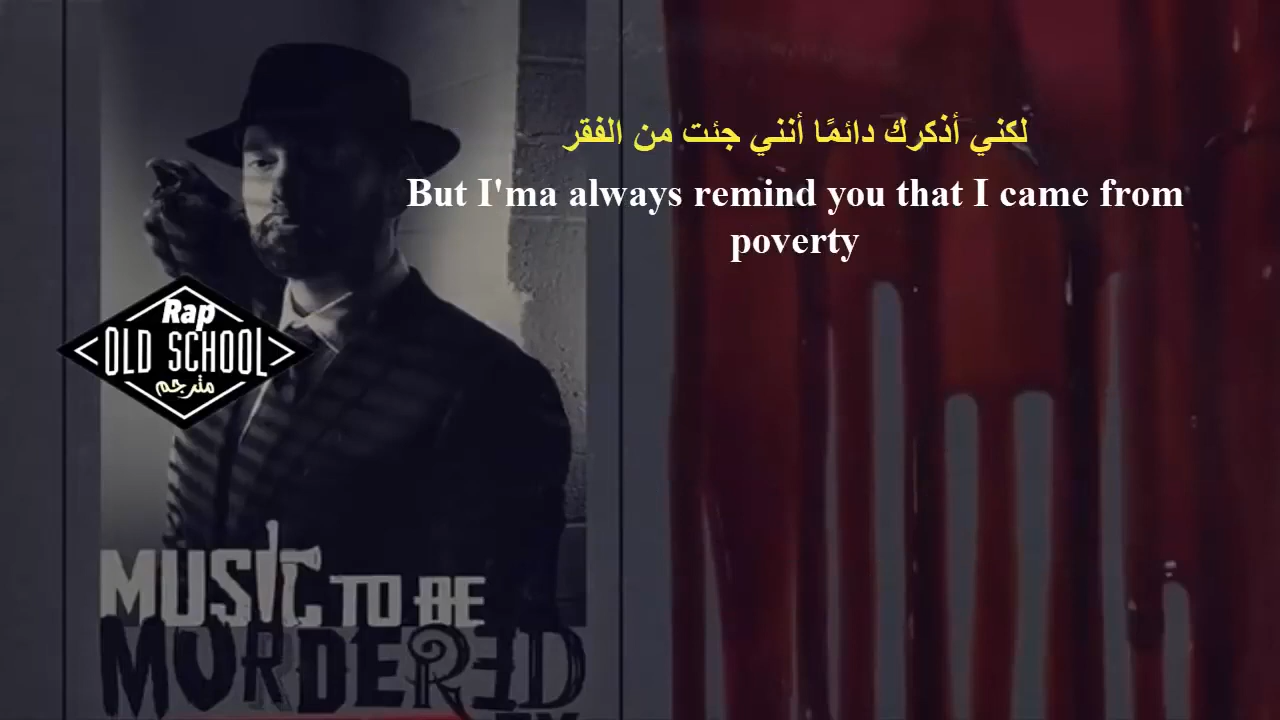 لكني أذكرك دائمًا أنني جئت من الفقر
But I'ma always remind you that I came from
poverty
Rap
OLD SCHOOL
مترجم
MUSIC TO BE
MURDERED